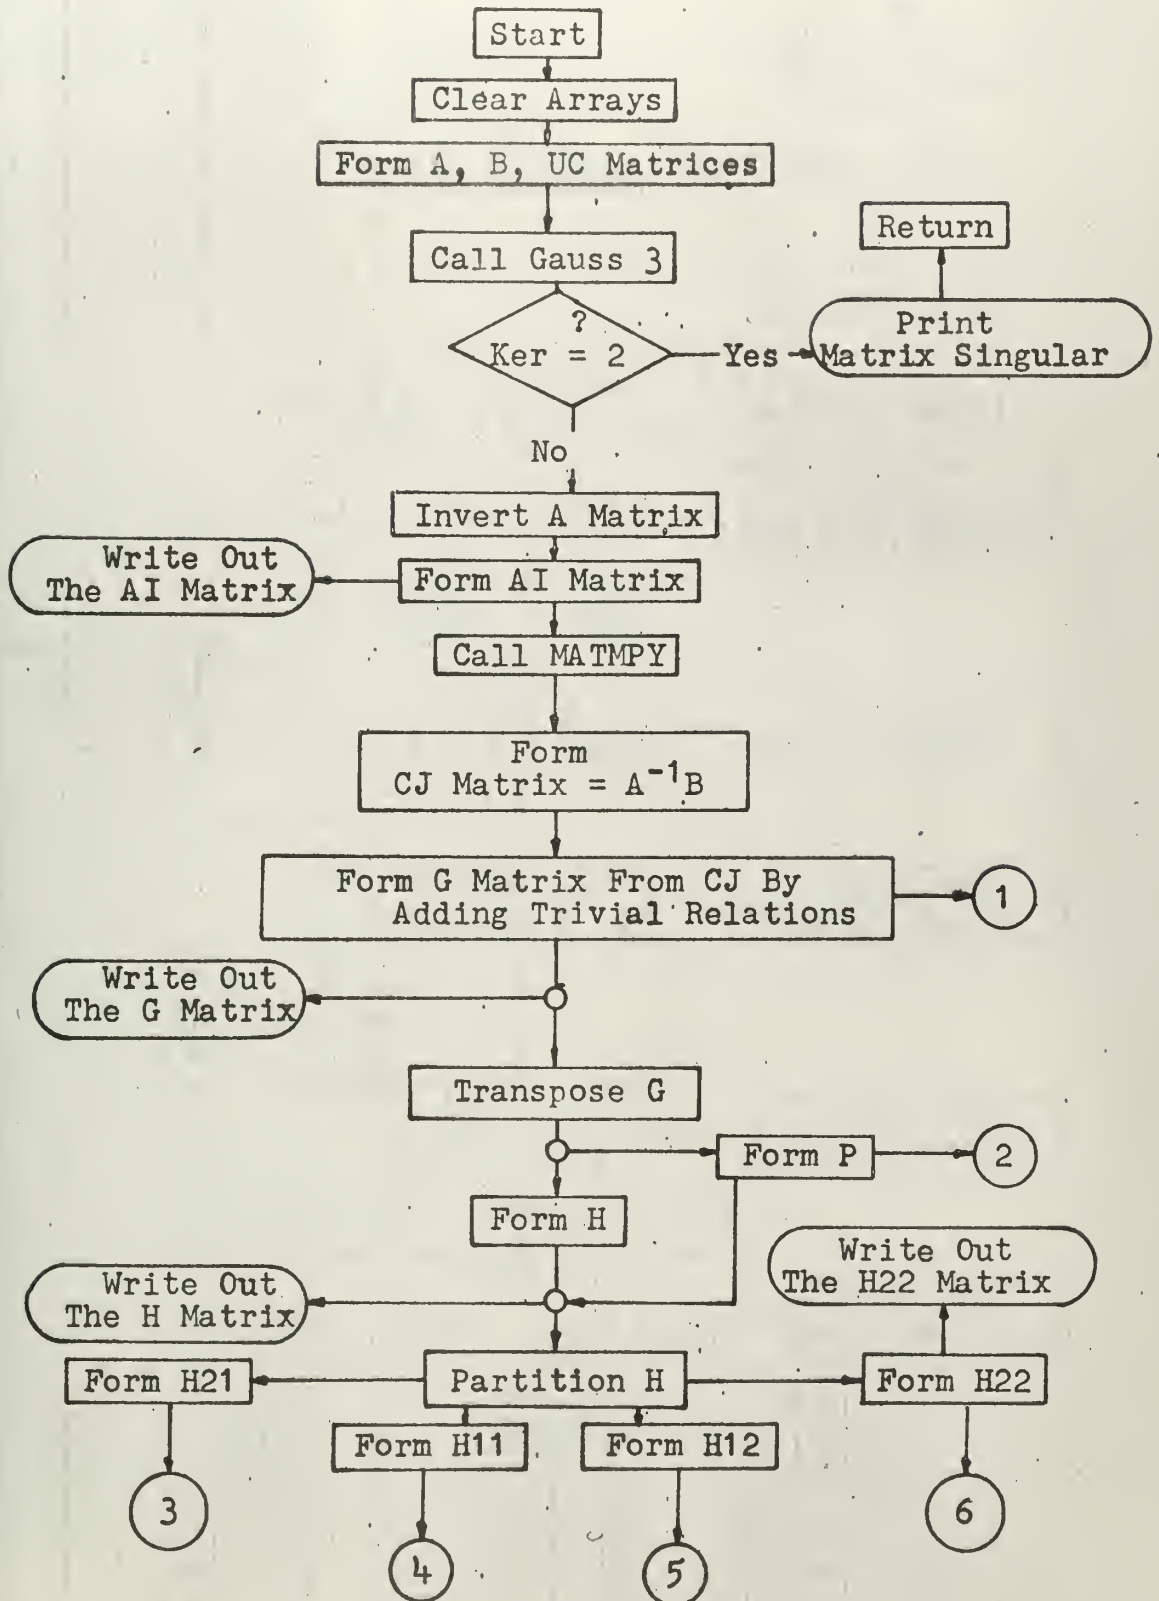 Start
Clear Arrays
Form A, B, UC Matrices
Return
Call Gauss 3
?
Ker = 2
Yes
Print
Matrix Singular
No
Invert A Matrix
Write Out
The AI Matrix
Form AI Matrix
Call MATMPY
Form
CJ Matrix = A⁻¹B
Form G Matrix From CJ By
Adding Trivial Relations
1
Write Out
The G Matrix
Transpose G
Form P
2
Form H
Write Out
The H22 Matrix
Write Out
The H Matrix
Form H21
Partition H
Form H22
Form H11
Form H12
3
4
5
6